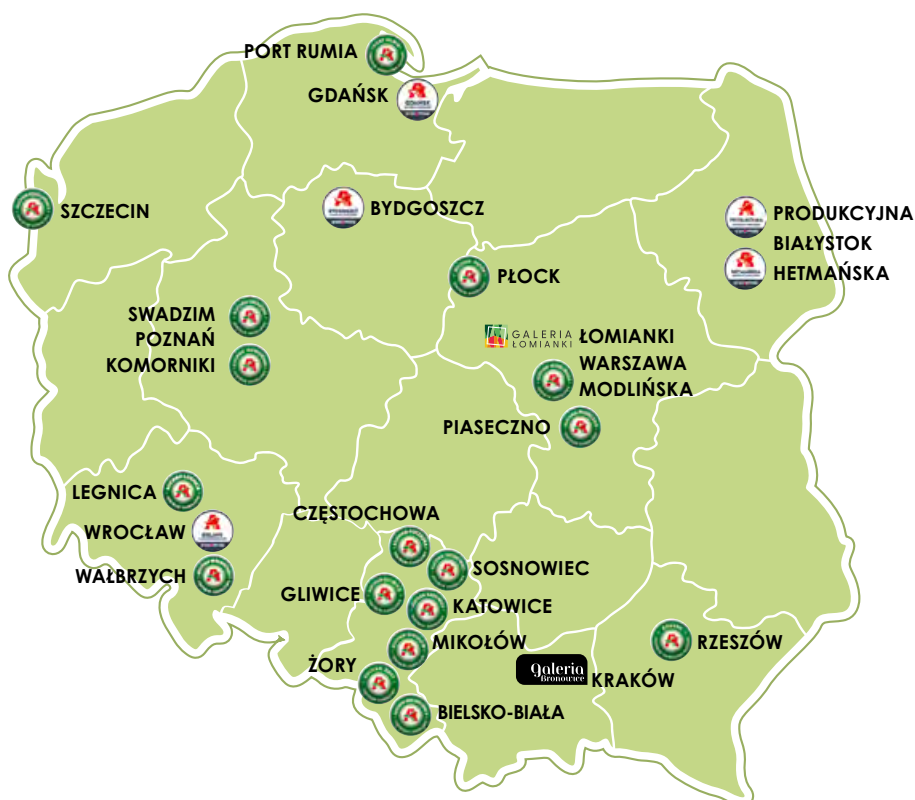 PORT RUMIA
GDAŃSK
SZCZECIN
BYDGOSZCZ
PRODUKCYJNA
BIAŁYSTOK
HETMAŃSKA
PŁOCK
SWADZIM
POZNAŃ
KOMORNIKI
GALERIA
ŁOMIANKI
ŁOMIANKI
WARSZAWA
MODLIŃSKA
PIASECZNO
LEGNICA
WROCŁAW
WAŁBRZYCH
CZĘSTOCHOWA
SOSNOWIEC
GLIWICE
KATOWICE
MIKOŁÓW
ŻORY
galeria
Bronowice
KRAKÓW
RZESZÓW
BIELSKO-BIAŁA